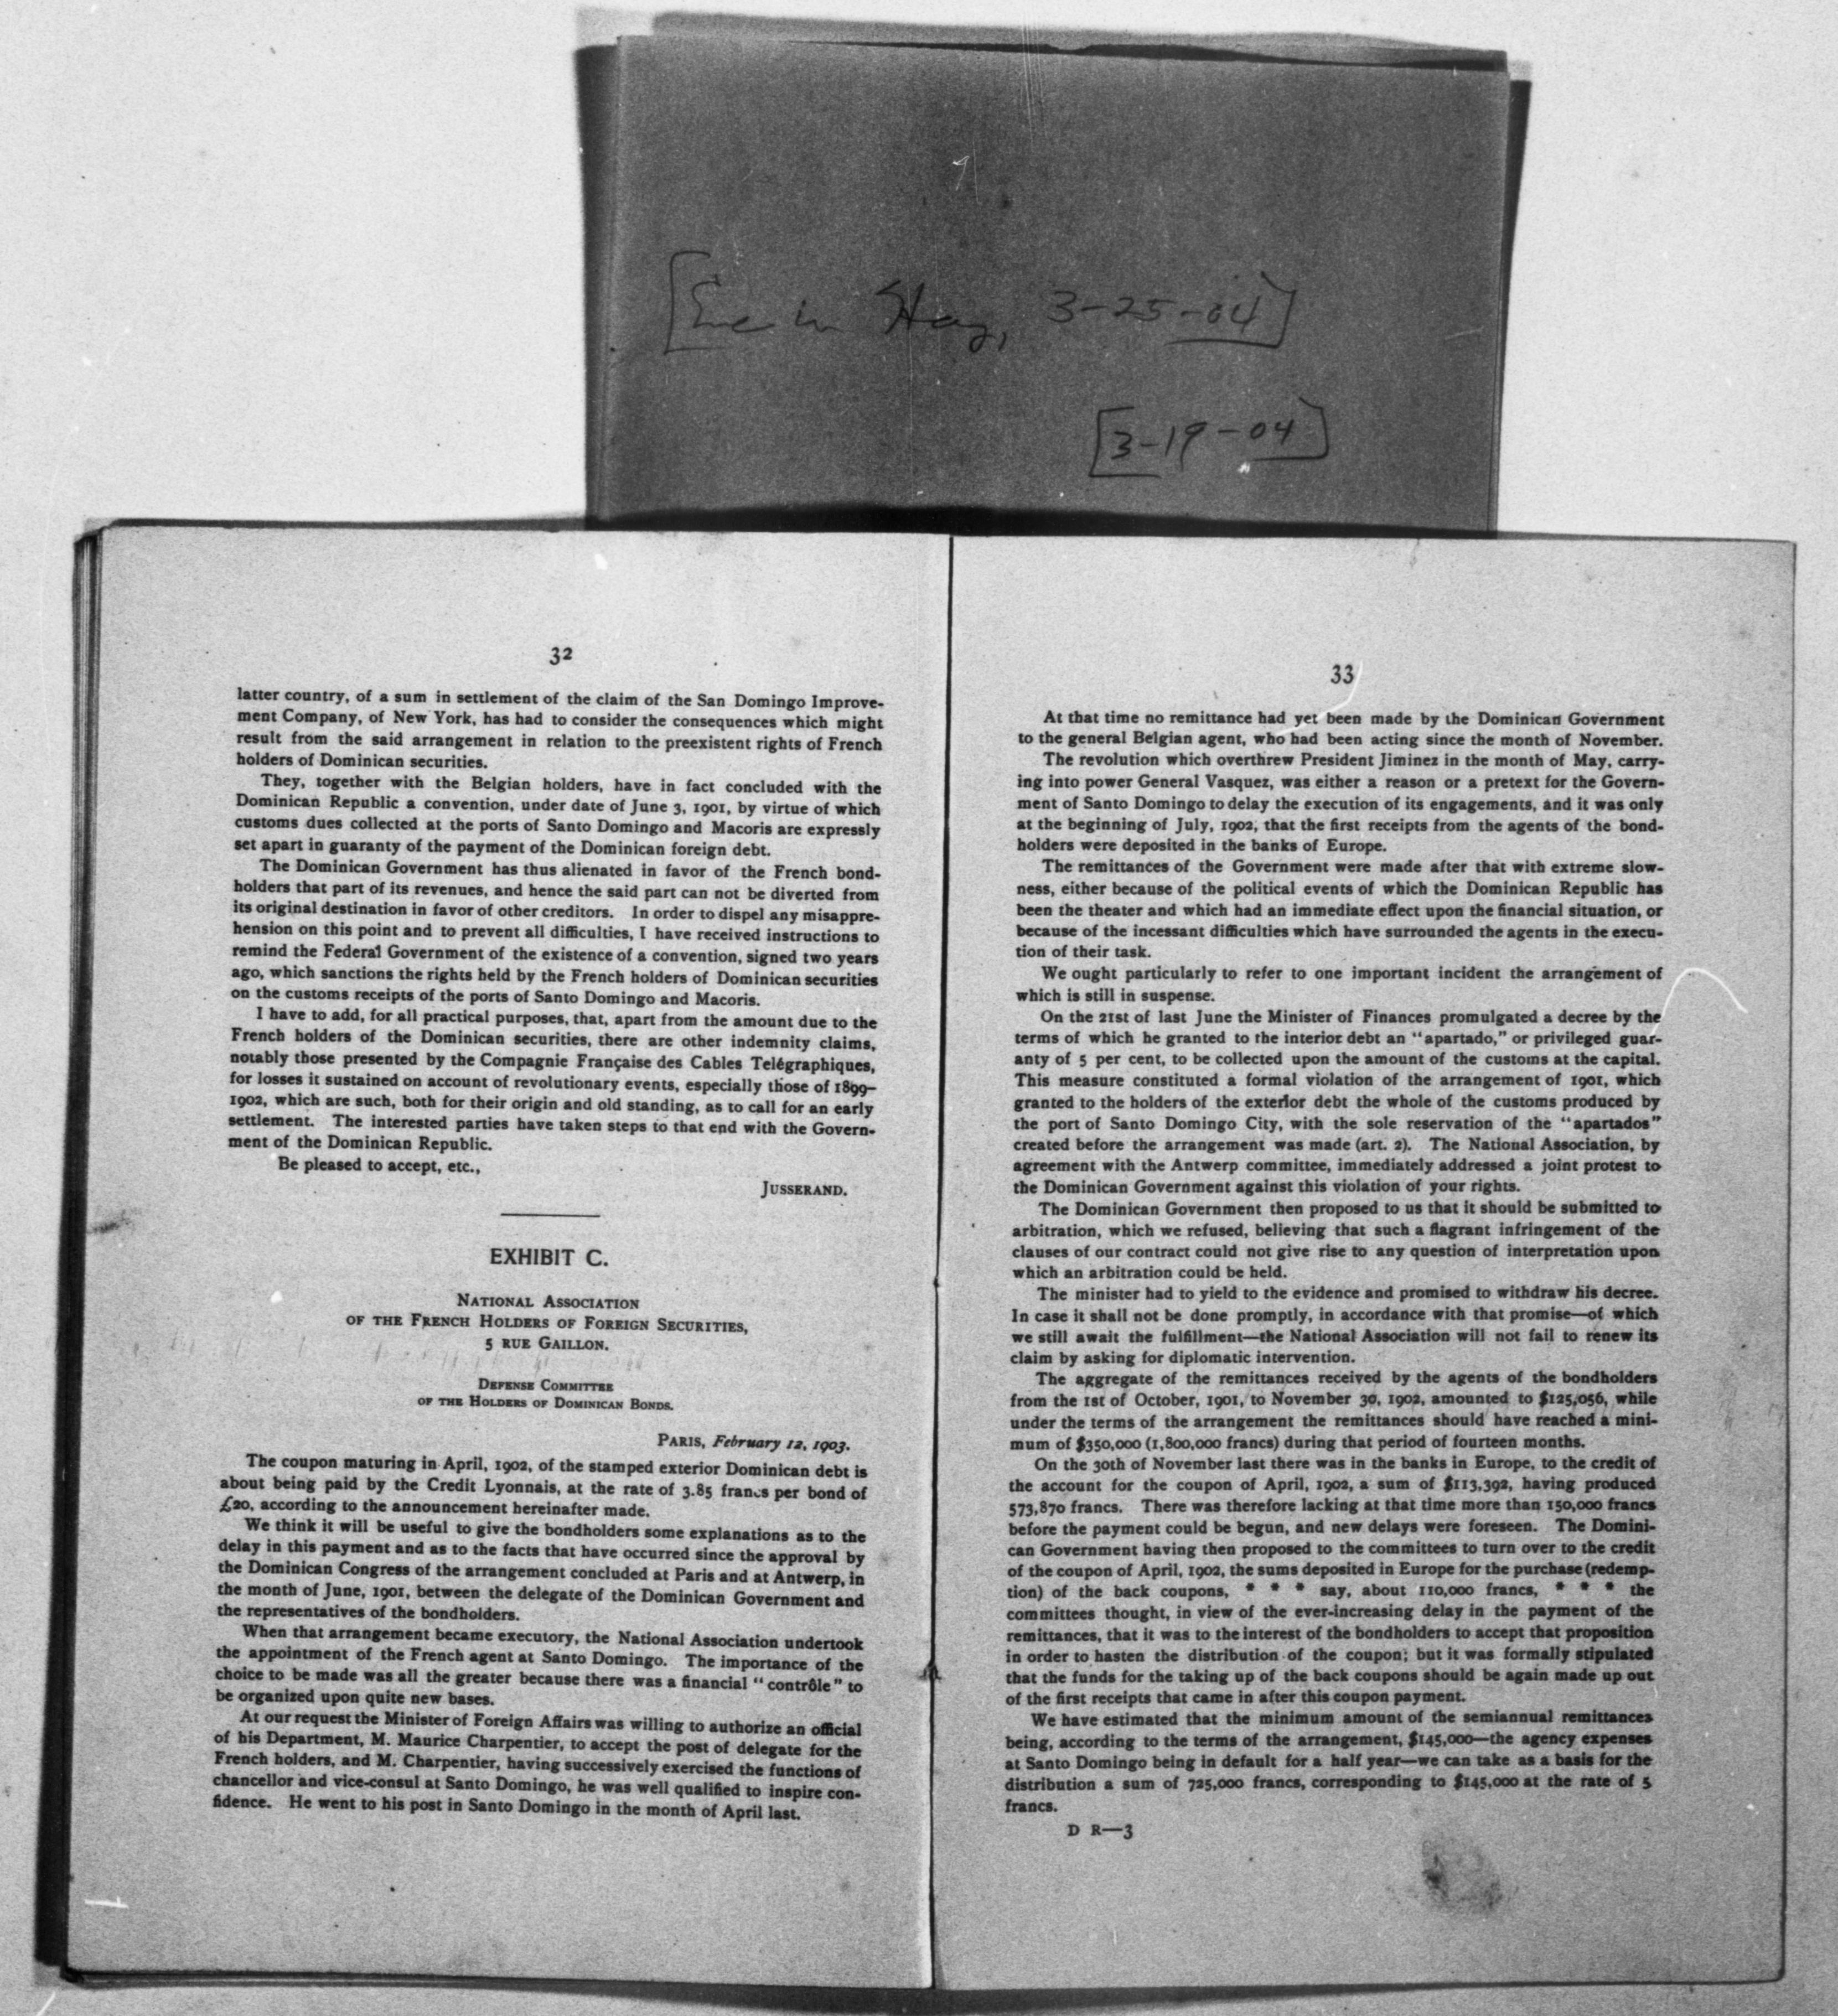 [Enc in Hay, 3-25-04]
[3-19-04]
32
latter country, of a sum in settlement of the claim of the San Domingo Improve-
ment Company, of New York, has had to consider the consequences which might
result from the said arrangement in relation to the preexistent rights of French
holders of Dominican securities.
They, together with the Belgian holders, have in fact concluded with the
Dominican Republic a convention, under date of June 3, 1901, by virtue of which
customs dues collected at the ports of Santo Domingo and Macoris are expressly
set apart in guaranty of the payment of the Dominican foreign debt.
The Dominican Government has thus alienated in favor of the French bond-
holders that part of its revenues, and hence the said part can not be diverted from
its original destination in favor of other creditors. In order to dispel any misappre-
hension on this point and to prevent all difficulties, I have received instructions to
remind the Federal Government of the existence of a convention, signed two years
ago, which sanctions the rights held by the French holders of Dominican securities
on the customs receipts of the ports of Santo Domingo and Macoris.
I have to add, for all practical purposes, that, apart from the amount due to the
French holders of the Dominican securities, there are other indemnity claims,
notably those presented by the Compagnie Française des Cables Telégraphiques,
for losses it sustained on account of revolutionary events, especially those of 1899–
1902, which are such, both for their origin and old standing, as to call for an early
settlement. The interested parties have taken steps to that end with the Govern-
ment of the Dominican Republic.
Be pleased to accept, etc.,
JUSSERAND.
EXHIBIT C.
NATIONAL ASSOCIATION
OF THE FRENCH HOLDERS OF FOREIGN SECURITIES,
5 RUE GAILLON.
DEFENSE COMMITTEE
OF THE HOLDERS OF DOMINICAN BONDS.
PARIS, February 12, 1903.
The coupon maturing in April, 1902, of the stamped exterior Dominican debt is
about being paid by the Credit Lyonnais, at the rate of 3.85 francs per bond of
£20, according to the announcement hereinafter made.
We think it will be useful to give the bondholders some explanations as to the
delay in this payment and as to the facts that have occurred since the approval by
the Dominican Congress of the arrangement concluded at Paris and at Antwerp, in
the month of June, 1901, between the delegate of the Dominican Government and
the representatives of the bondholders.
When that arrangement became executory, the National Association undertook
the appointment of the French agent at Santo Domingo. The importance of the
choice to be made was all the greater because there was a financial "contrôle" to
be organized upon quite new bases.
At our request the Minister of Foreign Affairs was willing to authorize an official
of his Department, M. Maurice Charpentier, to accept the post of delegate for the
French holders, and M. Charpentier, having successively exercised the functions of
chancellor and vice-consul at Santo Domingo, he was well qualified to inspire con-
fidence. He went to his post in Santo Domingo in the month of April last.
33
At that time no remittance had yet been made by the Dominican Government
to the general Belgian agent, who had been acting since the month of November.
The revolution which overthrew President Jiminez in the month of May, carry-
ing into power General Vasquez, was either a reason or a pretext for the Govern-
ment of Santo Domingo to delay the execution of its engagements, and it was only
at the beginning of July, 1902, that the first receipts from the agents of the bond-
holders were deposited in the banks of Europe.
The remittances of the Government were made after that with extreme slow-
ness, either because of the political events of which the Dominican Republic has
been the theater and which had an immediate effect upon the financial situation, or
because of the incessant difficulties which have surrounded the agents in the execu-
tion of their task.
We ought particularly to refer to one important incident the arrangement of
which is still in suspense.
On the 21st of last June the Minister of Finances promulgated a decree by the
terms of which he granted to the interior debt an "apartado," or privileged guar-
anty of 5 per cent, to be collected upon the amount of the customs at the capital.
This measure constituted a formal violation of the arrangement of 1901, which
granted to the holders of the exterior debt the whole of the customs produced by
the port of Santo Domingo City, with the sole reservation of the "apartados"
created before the arrangement was made (art. 2). The National Association, by
agreement with the Antwerp committee, immediately addressed a joint protest to
the Dominican Government against this violation of your rights.
The Dominican Government then proposed to us that it should be submitted to
arbitration, which we refused, believing that such a flagrant infringement of the
clauses of our contract could not give rise to any question of interpretation upon
which an arbitration could be held.
The minister had to yield to the evidence and promised to withdraw his decree.
In case it shall not be done promptly, in accordance with that promise—of which
we still await the fulfillment—the National Association will not fail to renew its
claim by asking for diplomatic intervention.
The aggregate of the remittances received by the agents of the bondholders
from the 1st of October, 1901, to November 30, 1902, amounted to $125,056, while
under the terms of the arrangement the remittances should have reached a mini-
mum of $350,000 (1,800,000 francs) during that period of fourteen months.
On the 30th of November last there was in the banks in Europe, to the credit of
the account for the coupon of April, 1902, a sum of $113,392, having produced
573,870 francs. There was therefore lacking at that time more than 150,000 francs
before the payment could be begun, and new delays were foreseen. The Domini-
can Government having then proposed to the committees to turn over to the credit
of the coupon of April, 1902, the sums deposited in Europe for the purchase (redemp-
tion) of the back coupons, * * * say, about 110,000 francs, * * * the
committees thought, in view of the ever-increasing delay in the payment of the
remittances, that it was to the interest of the bondholders to accept that proposition
in order to hasten the distribution of the coupon; but it was formally stipulated
that the funds for the taking up of the back coupons should be again made up out
of the first receipts that came in after this coupon payment.
We have estimated that the minimum amount of the semiannual remittances
being, according to the terms of the arrangement, $145,000—the agency expenses
at Santo Domingo being in default for a half year—we can take as a basis for the
distribution a sum of 725,000 francs, corresponding to $145,000 at the rate of 5
francs.
D R—3